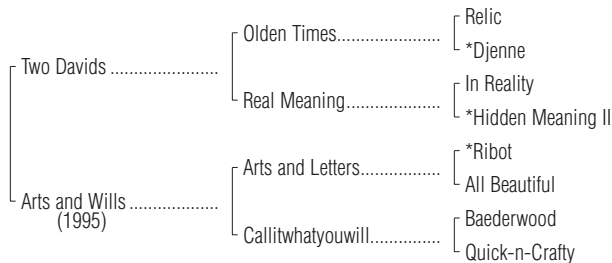 Relic
Olden Times
*Djenne
Two Davids
In Reality
Real Meaning
*Hidden Meaning II
*Ribot
Arts and Letters
All Beautiful
Arts and Wills
(1995)
Baederwood
Callitwhatyouwill
Quick-n-Crafty